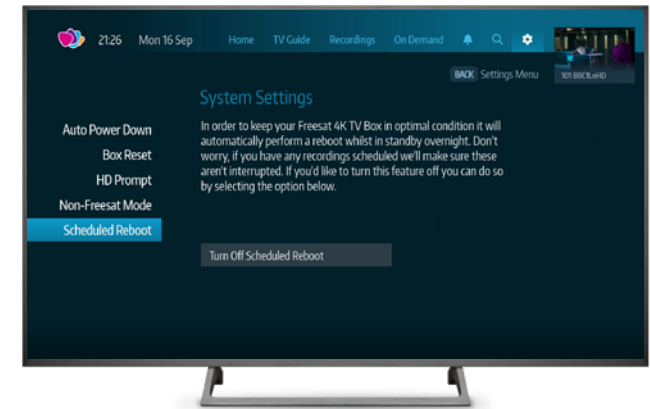 21:26 Mon 16 Sep Home TV Guide Recordings On Demand
BACK Settings Menu
101 BBC1LnHD
System Settings
Auto Power Down
Box Reset
HD Prompt
Non-Freesat Mode
Scheduled Reboot
In order to keep your Freesat 4K TV Box in optimal condition it will
automatically perform a reboot whilst in standby overnight. Don't
worry, if you have any recordings scheduled we'll make sure these
aren't interrupted. If you'd like to turn this feature off you can do so
by selecting the option below.
Turn Off Scheduled Reboot